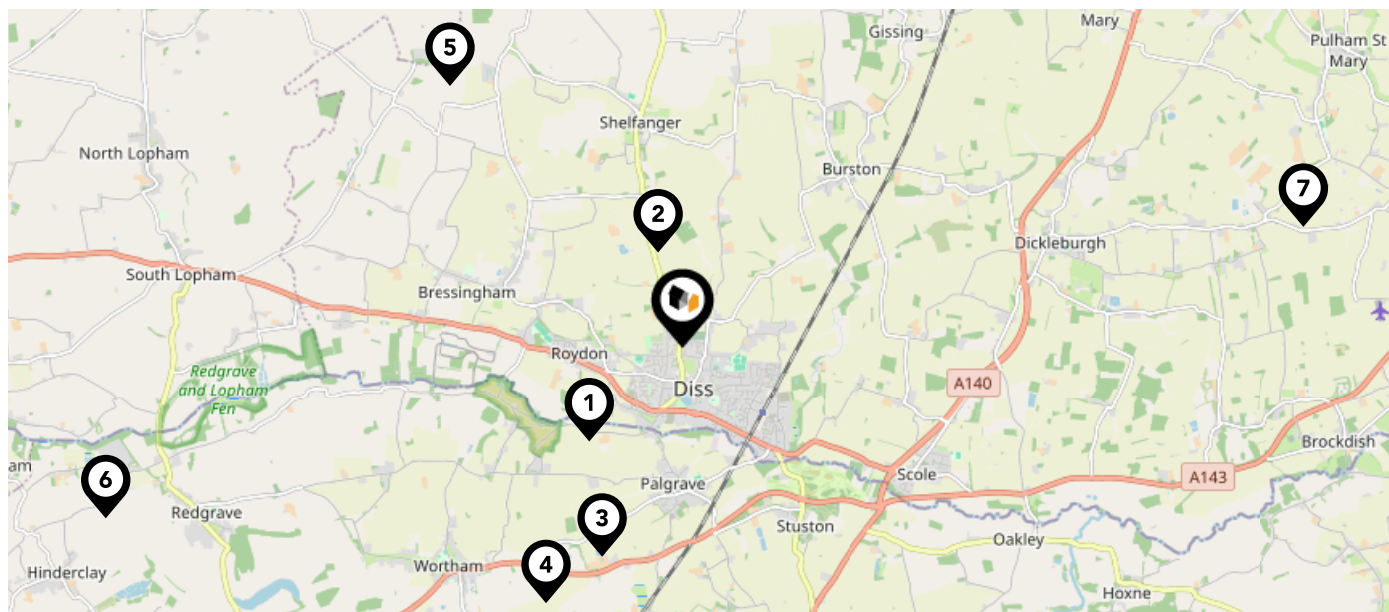 Mary
Gissing
Pulham St
Mary
5
Shelfanger
North Lopham
Burston
7
2
Dickleburgh
South Lopham
Bressingham
Roydon
Redgrave
and Lopham
Fen
Diss
A140
1
Brockdish
am
6
Scole
A143
Palgrave
Redgrave
3
Stuston
Oakley
4
Wortham
Hinderclay
Hoxne